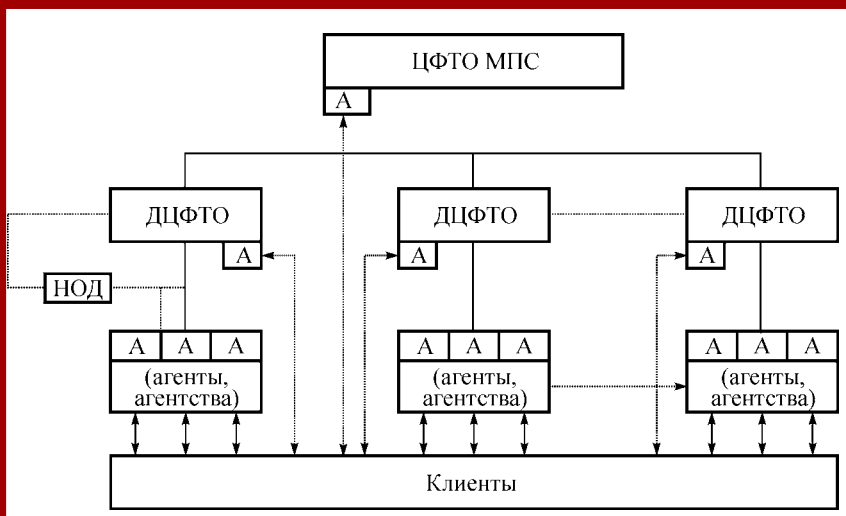 ЦФТО МПС
А
ДЦФТО
ДЦФТО
ДЦФТО
А
А
А
НОД
А А А
А А А
А А А
(агенты,
агентства)
(агенты,
агентства)
(агенты,
агентства)
Клиенты